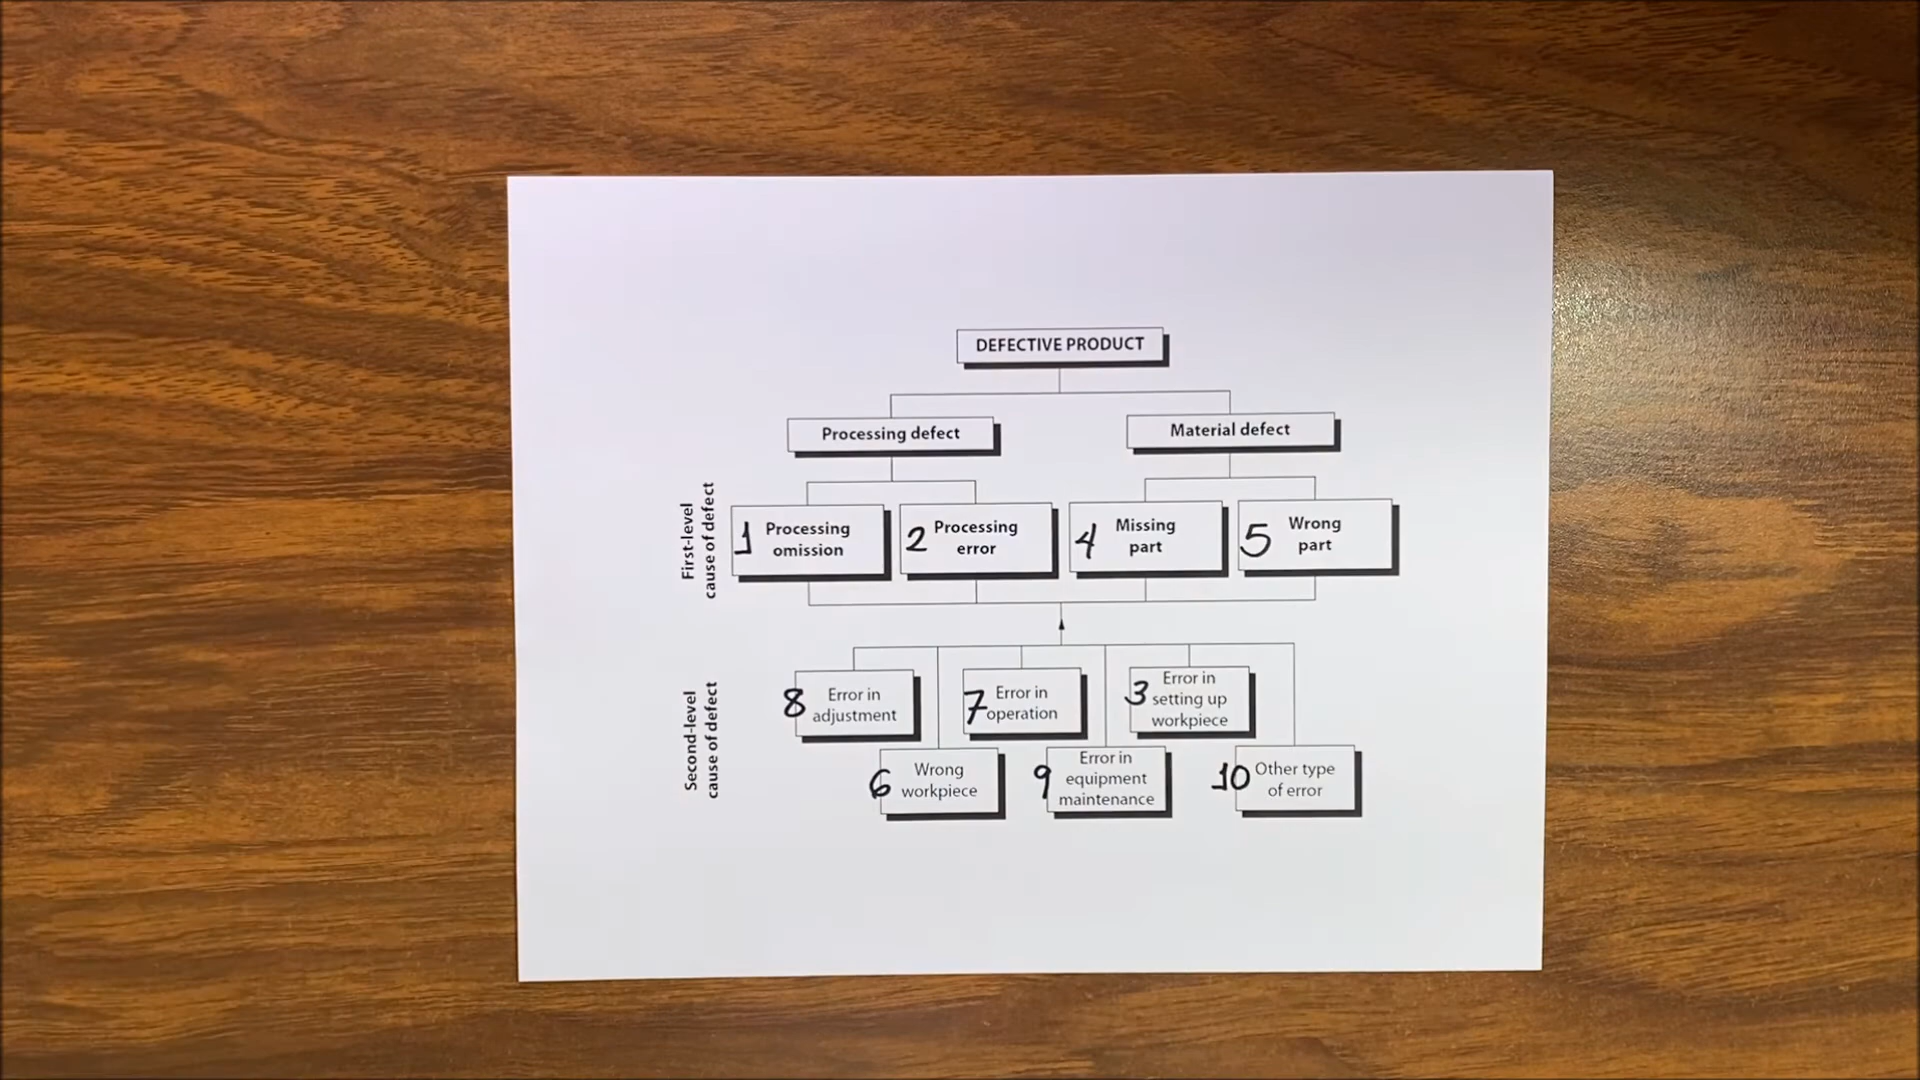 DEFECTIVE PRODUCT
Processing defect
Material defect
First-level
cause of defect
1 Processing
omission
2 Processing
error
4 Missing
part
5 Wrong
part
Second-level
cause of defect
8 Error in
adjustment
7 Error in
operation
3 Error in
setting up
workpiece
6 Wrong
workpiece
9 Error in
equipment
maintenance
10 Other type
of error